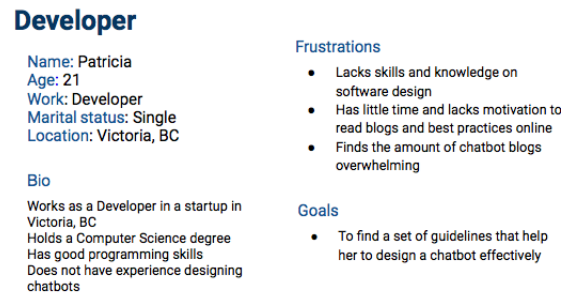 Developer
Name: Patricia
Age: 21
Work: Developer
Marital status: Single
Location: Victoria, BC
Bio
Works as a Developer in a startup in
Victoria, BC
Holds a Computer Science degree
Has good programming skills
Does not have experience designing
chatbots
Frustrations
● Lacks skills and knowledge on
software design
● Has little time and lacks motivation to
read blogs and best practices online
● Finds the amount of chatbot blogs
overwhelming
Goals
● To find a set of guidelines that help
her to design a chatbot effectively